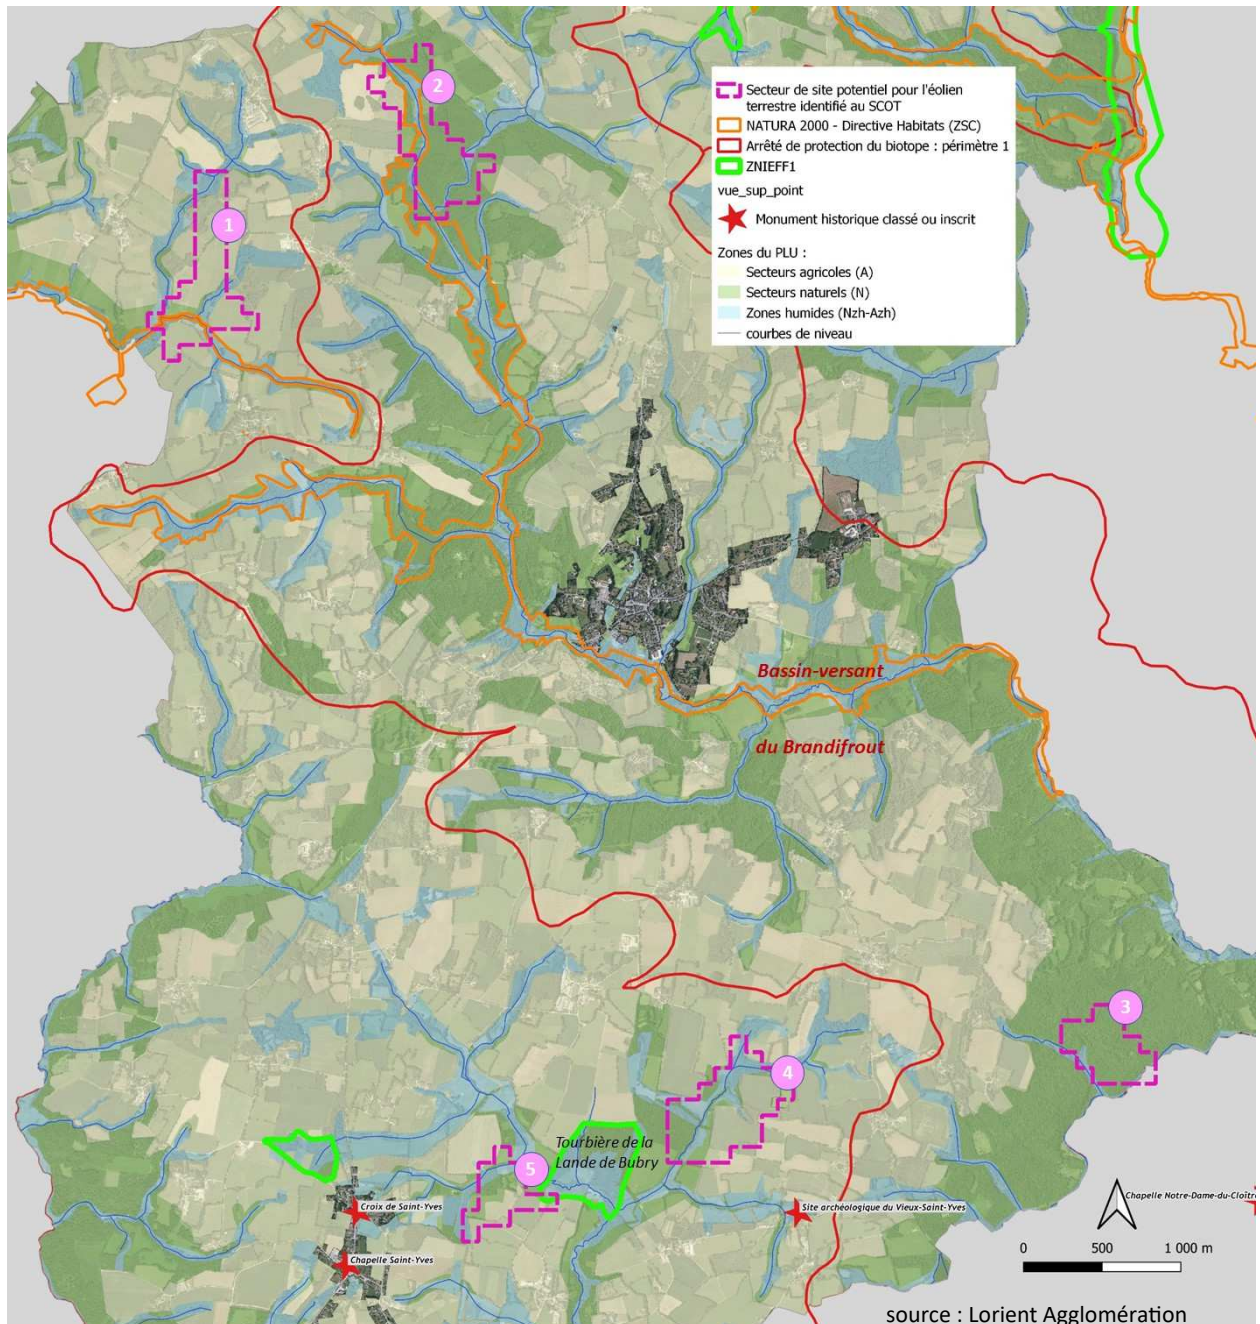 2
1
Secteur de site potentiel pour l'éolien
terrestre identifié au SCOT
NATURA 2000 - Directive Habitats (ZSC)
Arrêté de protection du biotope : périmètre 1
ZNIEFF1
vue_sup_point
Monument historique classé ou inscrit
Zones du PLU :
Secteurs agricoles (A)
Secteurs naturels (N)
Zones humides (Nzh-Azh)
courbes de niveau
Bassin-versant
du Brandifrout
3
4
5
Tourbière de la
Lande de Bubry
Croix de Saint-Yves
Chapelle Saint-Yves
Site archéologique du Vieux-Saint-Yves
Chapelle Notre-Dame-du-Cloître
0 500 1 000 m
source : Lorient Agglomération